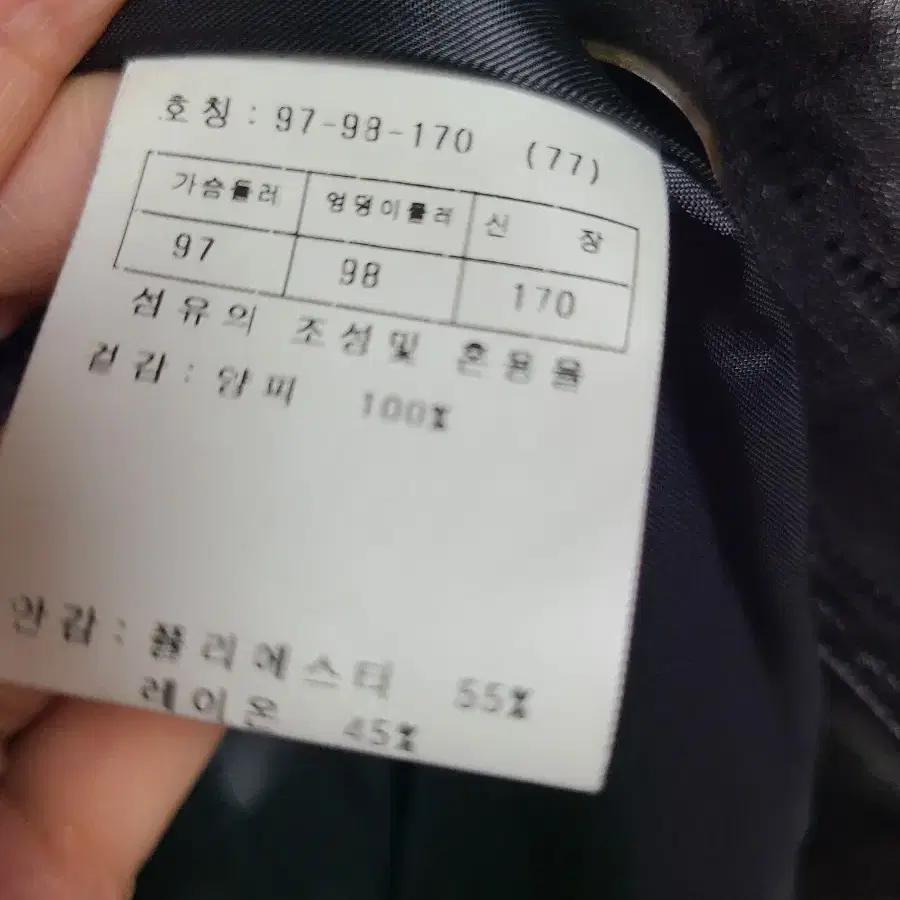 호칭 : 97-98-170 (77)
가슴둘레 엉덩이둘레 신 장
97 98 170
섬유의 조성및 혼용율
겉감 : 양피 100%
안감 : 폴리에스터 55%
레이온 45%